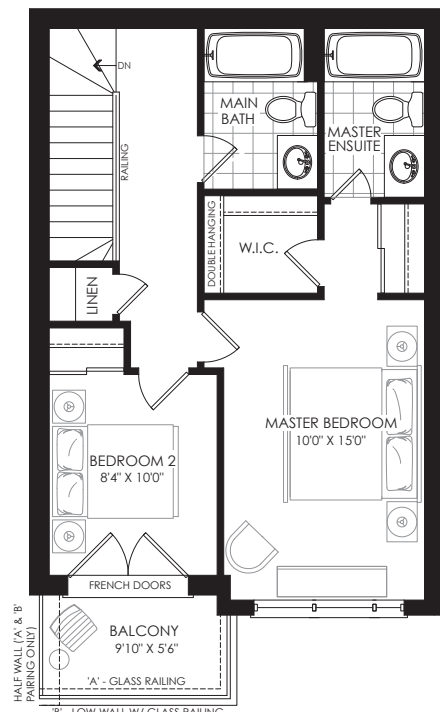 DN
RAILING
MAIN
BATH
MASTER
ENSUITE
DOUBLE HANGING
W.I.C.
LINEN
MASTER BEDROOM
10'0" X 15'0"
BEDROOM 2
8'4" X 10'0"
FRENCH DOORS
BALCONY
9'10" X 5'6"
HALF WALL ('A' & 'B'
PAIRING ONLY)
'A' - GLASS RAILING
'B' - LOW WALL W/ GLASS RAILING